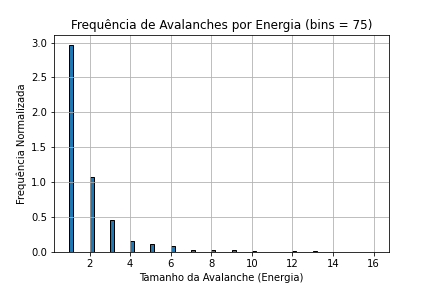 Frequência de Avalanches por Energia (bins = 75)
Frequência Normalizada
3.0
2.5
2.0
1.5
1.0
0.5
0.0
2 4 6 8 10 12 14 16
Tamanho da Avalanche (Energia)